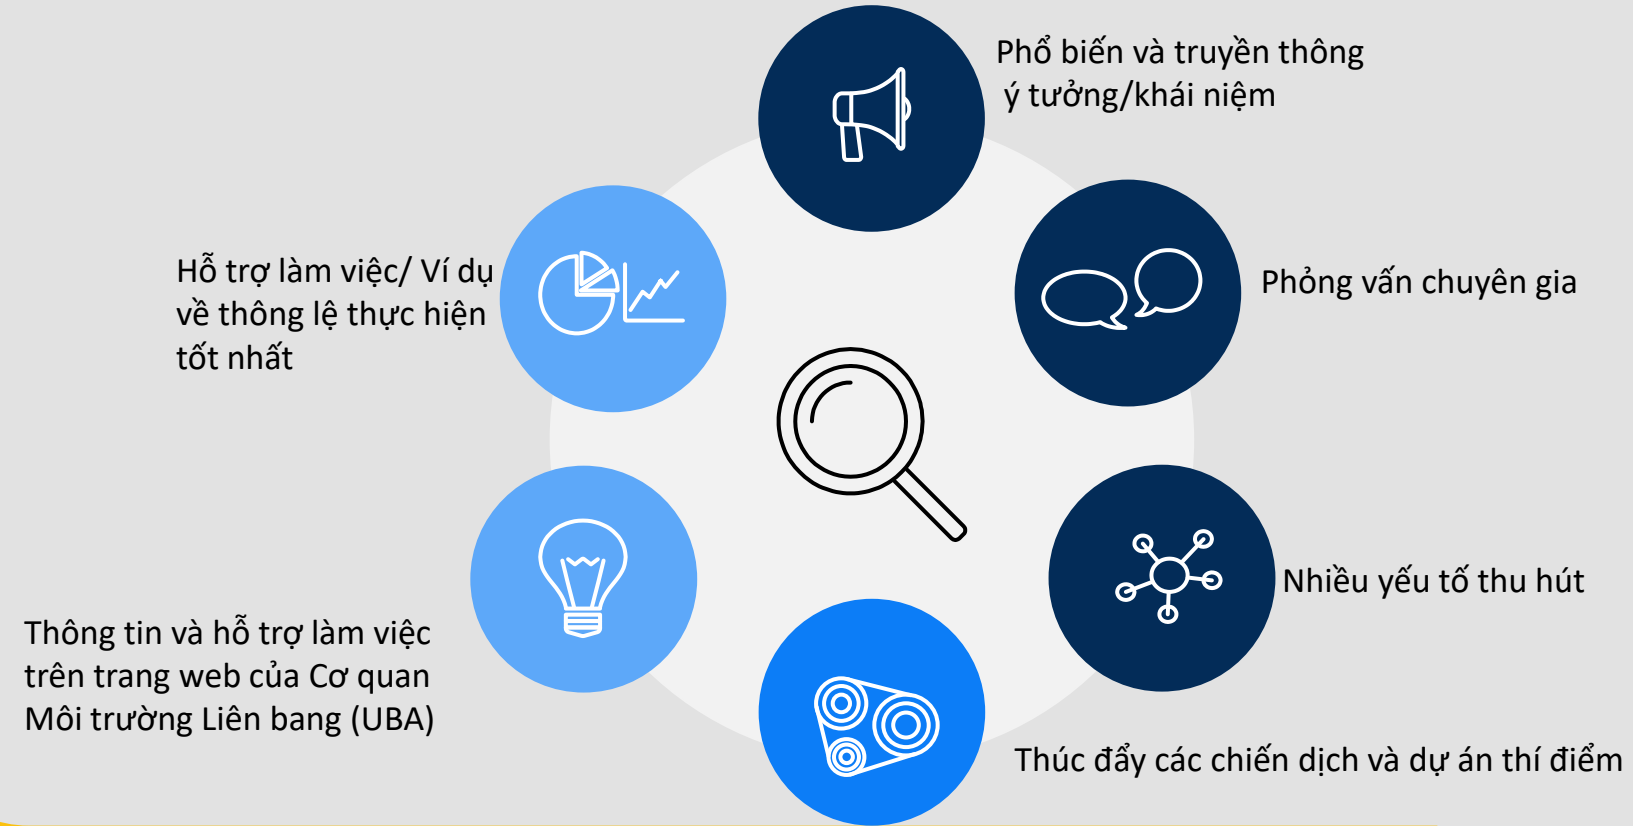 Phổ biến và truyền thông
ý tưởng/khái niệm
Phỏng vấn chuyên gia
Nhiều yếu tố thu hút
Thúc đẩy các chiến dịch và dự án thí điểm
Thông tin và hỗ trợ làm việc
trên trang web của Cơ quan
Môi trường Liên bang (UBA)
Hỗ trợ làm việc/ Ví dụ
về thông lệ thực hiện
tốt nhất